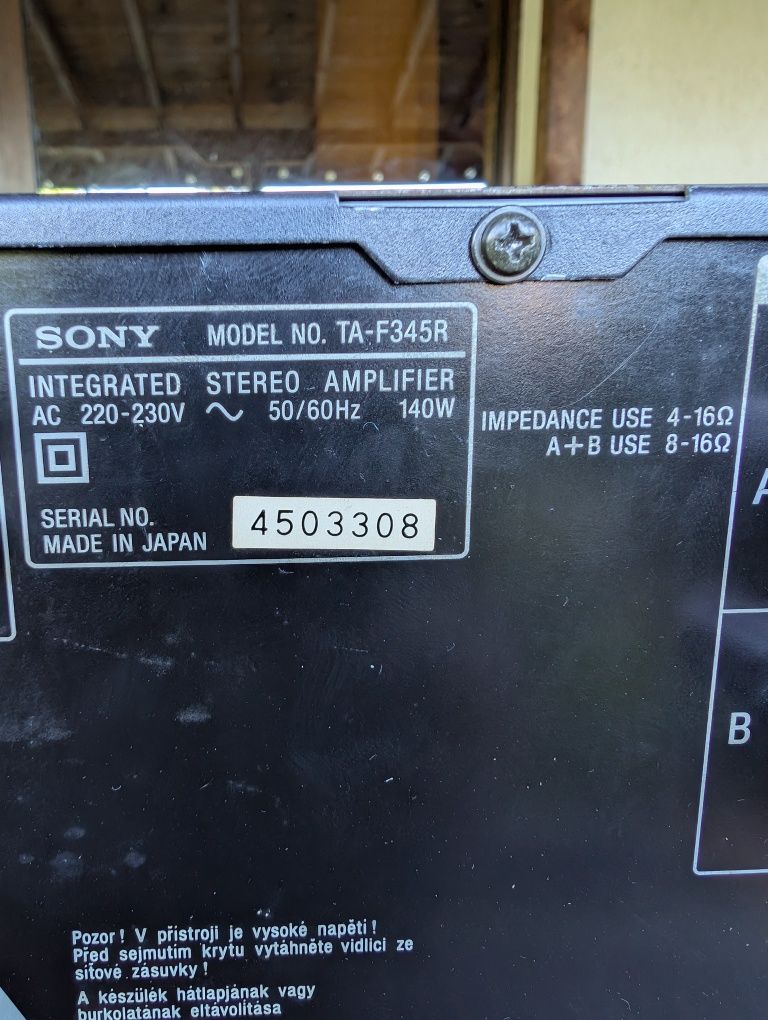 SONY MODEL NO. TA-F345R
INTEGRATED STEREO AMPLIFIER
AC 220-230V ~ 50/60Hz 140W
SERIAL NO. 4503308
MADE IN JAPAN
IMPEDANCE USE 4-16Ω
A+B USE 8-16Ω
A
B
Pozor! V přístroji je vysoké napěti!
Před sejmutím krytu vytáhněte vidlici ze
síťové zásuvky!
A készülék hátlapjának vagy
burkolatának eltávolítása